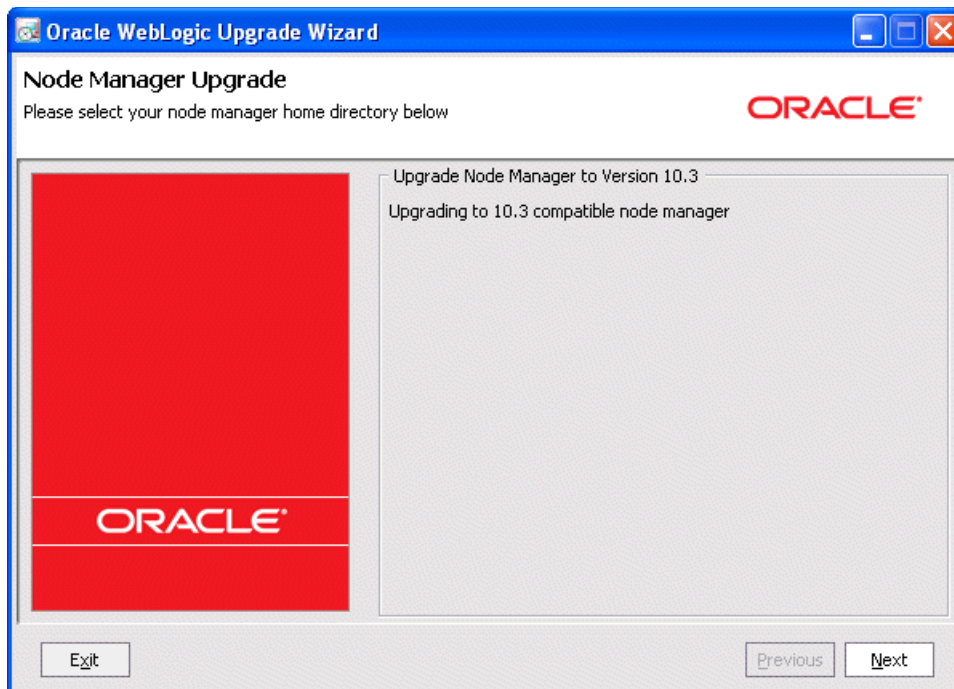 Oracle WebLogic Upgrade Wizard
Node Manager Upgrade
Please select your node manager home directory below
ORACLE®
Upgrade Node Manager to Version 10.3
Upgrading to 10.3 compatible node manager
ORACLE®
Exit
Previous
Next